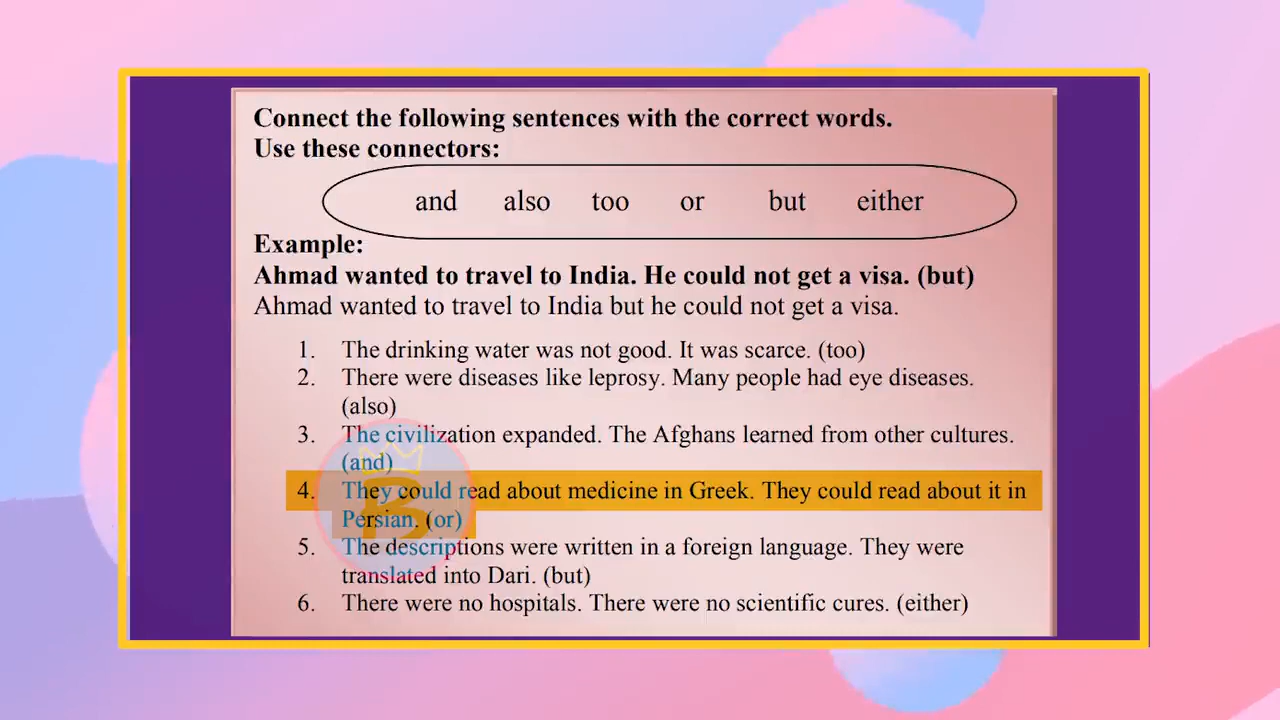 Connect the following sentences with the correct words.
Use these connectors:
and also too or but either
Example:
Ahmad wanted to travel to India. He could not get a visa. (but)
Ahmad wanted to travel to India but he could not get a visa.
1. The drinking water was not good. It was scarce. (too)
2. There were diseases like leprosy. Many people had eye diseases.
(also)
3. The civilization expanded. The Afghans learned from other cultures.
(and)
4. They could read about medicine in Greek. They could read about it in
Persian. (or)
5. The descriptions were written in a foreign language. They were
translated into Dari. (but)
6. There were no hospitals. There were no scientific cures. (either)
B